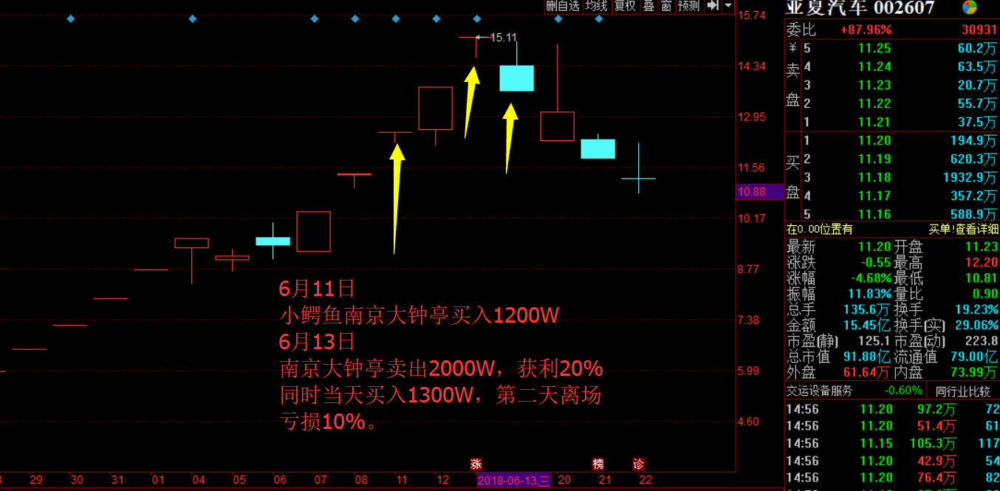 删自选 均线 复权 叠 窗 预测
亚夏汽车 002607
15.74
14.34
12.95
11.56
10.88
10.17
8.77
7.38
5.99
4.60
15.11
6月11日
小鳄鱼南京大钟亭买入1200W
6月13日
南京大钟亭卖出2000W，获利20%
同时当天买入1300W，第二天离场
亏损10%。
涨 榜 诊
29 30 31 01 04 05 06 07 08 11 12 2018-06-13,三 20 21 22
委比 +87.96% 30931
￥ 5 11.25 60.2万
卖 4 11.24 63.5万
3 11.23 20.7万
盘 2 11.22 55.7万
1 11.21 37.5万
1 11.20 194.9万
买 2 11.19 620.3万
3 11.18 1932.9万
盘 4 11.17 357.2万
5 11.16 588.9万
在0.00位置有 买单!查看详细
最新 11.20 开盘 11.23
涨跌 -0.55 最高 12.20
涨幅 -4.68% 最低 10.81
振幅 11.83% 量比 0.90
总手 135.6万 换手 19.23%
金额 15.45亿 换手(实) 29.06%
市盈(静) 125.1 市盈(动) 223.8
总市值 91.88亿 流通值 79.00亿
外盘 61.64万 内盘 73.99万
交运设备服务 -0.60% 同行业比较
14:56 11.20 97.2万 72
14:56 11.20 51.4万 61
14:56 11.15 105.3万 117
14:56 11.20 42.9万 54
14:56 11.20 76.4万 82